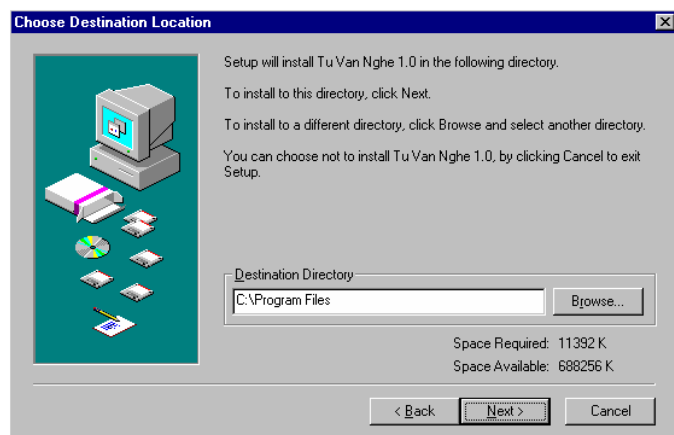 Choose Destination Location
Setup will install Tu Van Nghe 1.0 in the following directory.
To install to this directory, click Next.
To install to a different directory, click Browse and select another directory.
You can choose not to install Tu Van Nghe 1.0, by clicking Cancel to exit
Setup.
Destination Directory
C:\Program Files
Browse...
Space Required: 11392 K
Space Available: 688256 K
< Back
Next >
Cancel